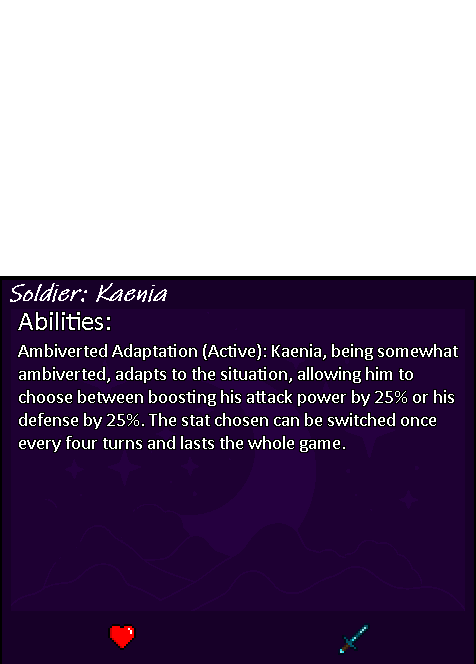 Soldier: Kaenia
Abilities:
Ambiverted Adaptation (Active): Kaenia, being somewhat
ambiverted, adapts to the situation, allowing him to
choose between boosting his attack power by 25% or his
defense by 25%. The stat chosen can be switched once
every four turns and lasts the whole game.